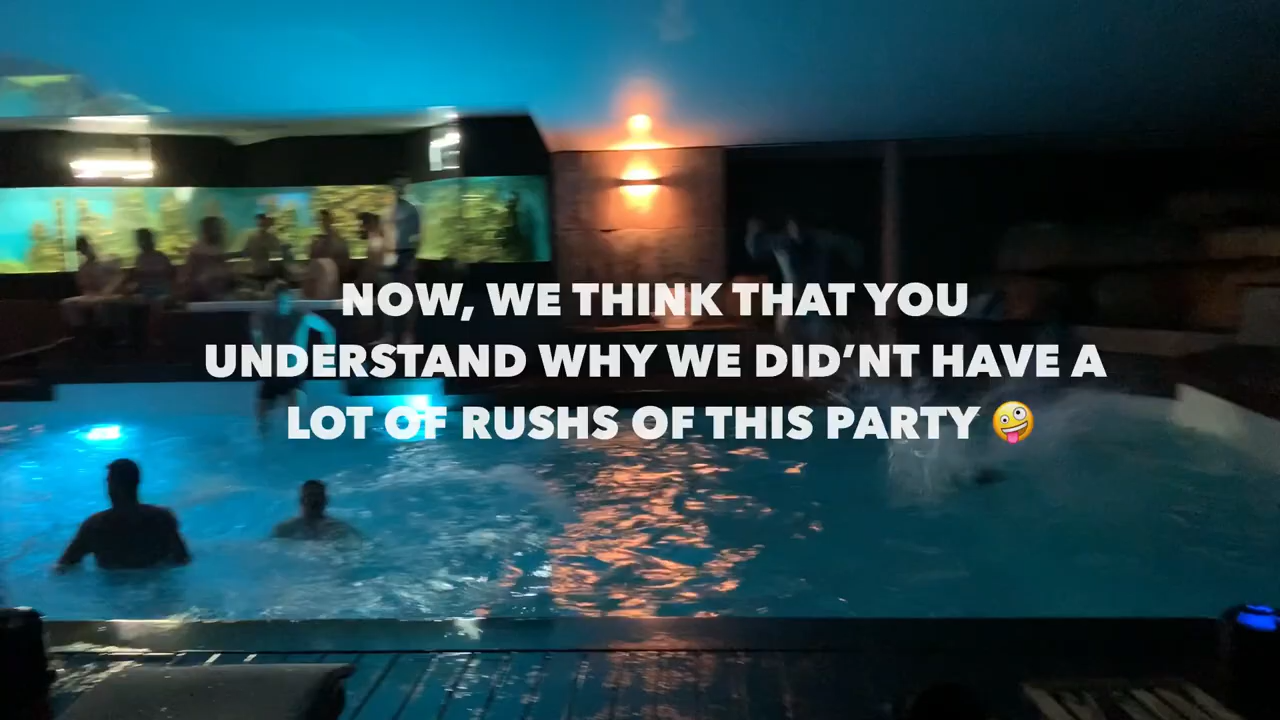 NOW, WE THINK THAT YOU
UNDERSTAND WHY WE DID’NT HAVE A
LOT OF RUSHS OF THIS PARTY 🤪